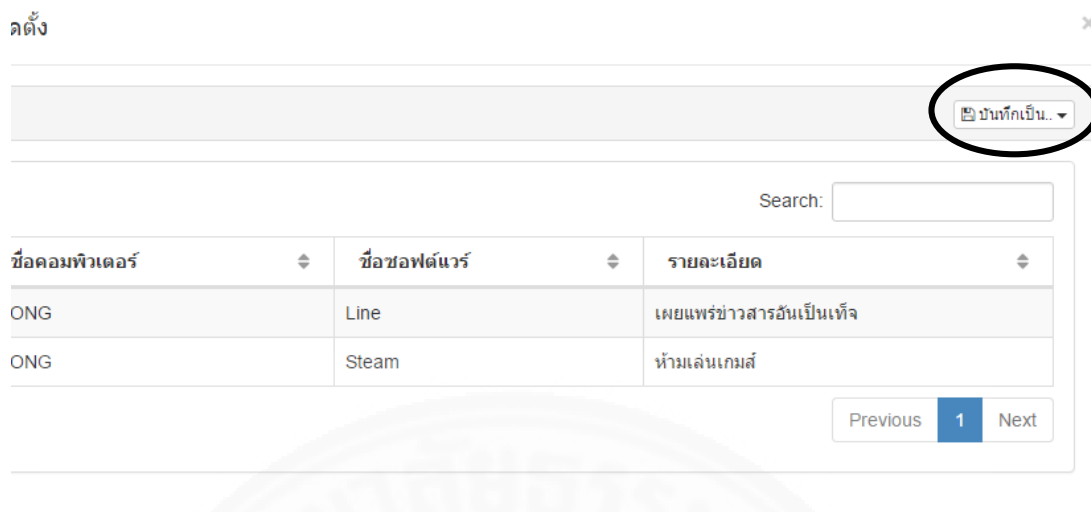 ดตั้ง
×
บันทึกเป็น..
Search:
ชื่อคอมพิวเตอร์ ชื่อซอฟต์แวร์ รายละเอียด
ONG Line เผยแพร่ข่าวสารอันเป็นเท็จ
ONG Steam ห้ามเล่นเกมส์
Previous 1 Next